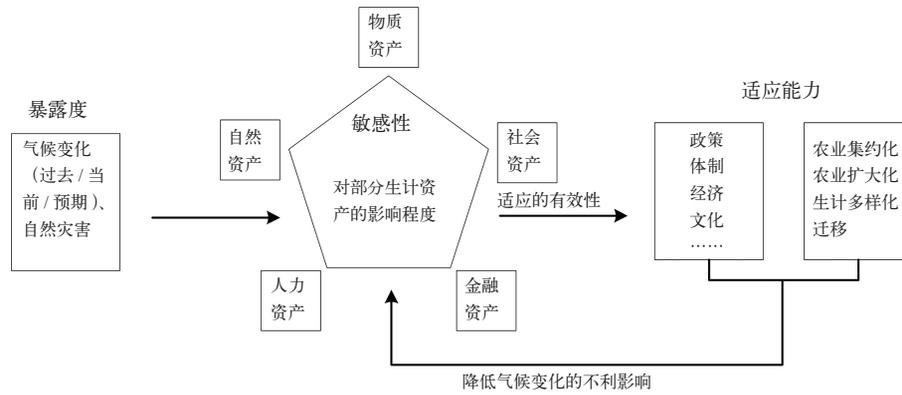 物质
资产
暴露度
适应能力
气候变化
（过去 / 当
前 / 预期）、
自然灾害
自然
资产
敏感性
对部分生计资
产的影响程度
社会
资产
适应的有效性
政策
体制
经济
文化
……
农业集约化
农业扩大化
生计多样化
迁移
人力
资产
金融
资产
降低气候变化的不利影响